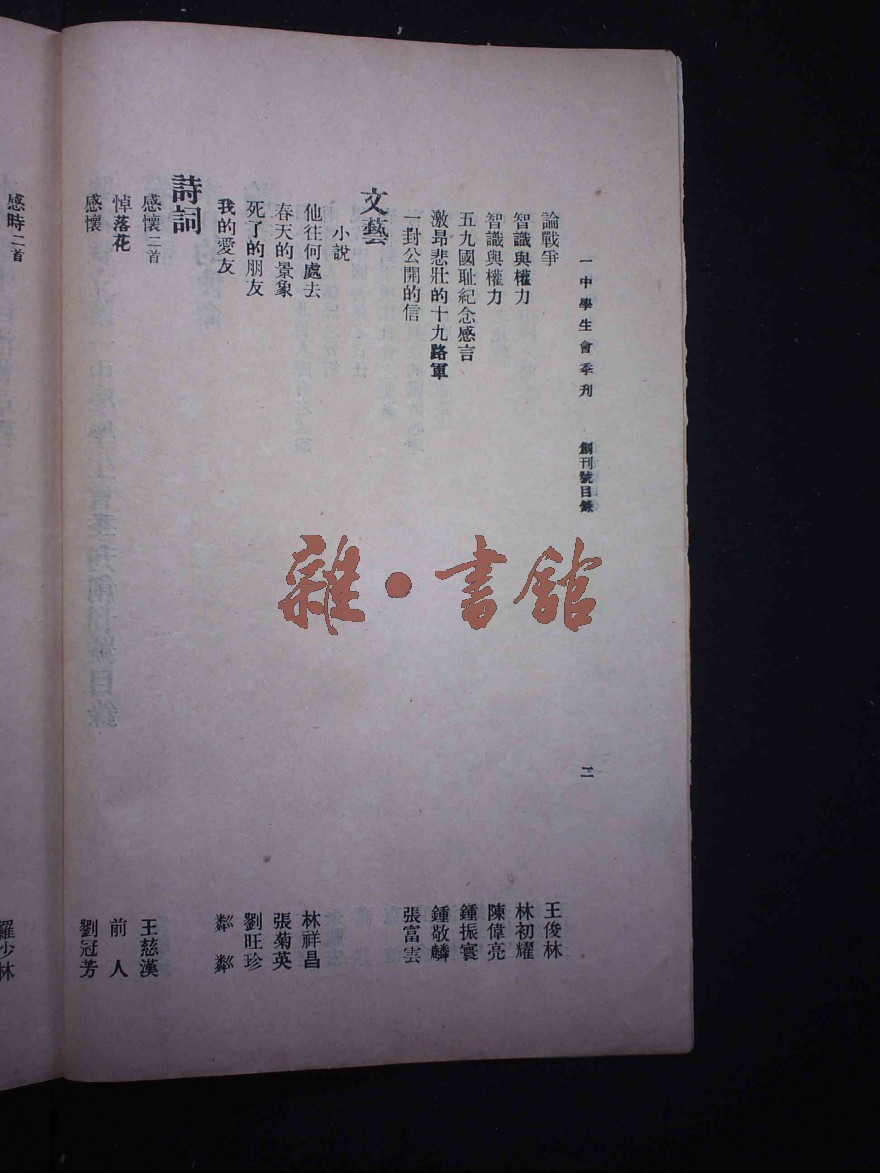 一中學生會季刊 創刊號目錄 二
論戰爭 王俊林
智識與權力 林初耀
智識與權力 陳偉亮
五九國恥紀念感言 鍾振寰
激昂悲壯的十九路軍 鍾敬麟
一封公開的信 張富雲
文藝
小說
他往何處去 林祥昌
春天的景象 張菊英
死了的朋友 劉旺珍
我的愛友 鄰鄰
詩詞
感懷二首 王慈漢
悼落花 前人
感懷 劉冠芳
感時二首 羅少林
雜·書館